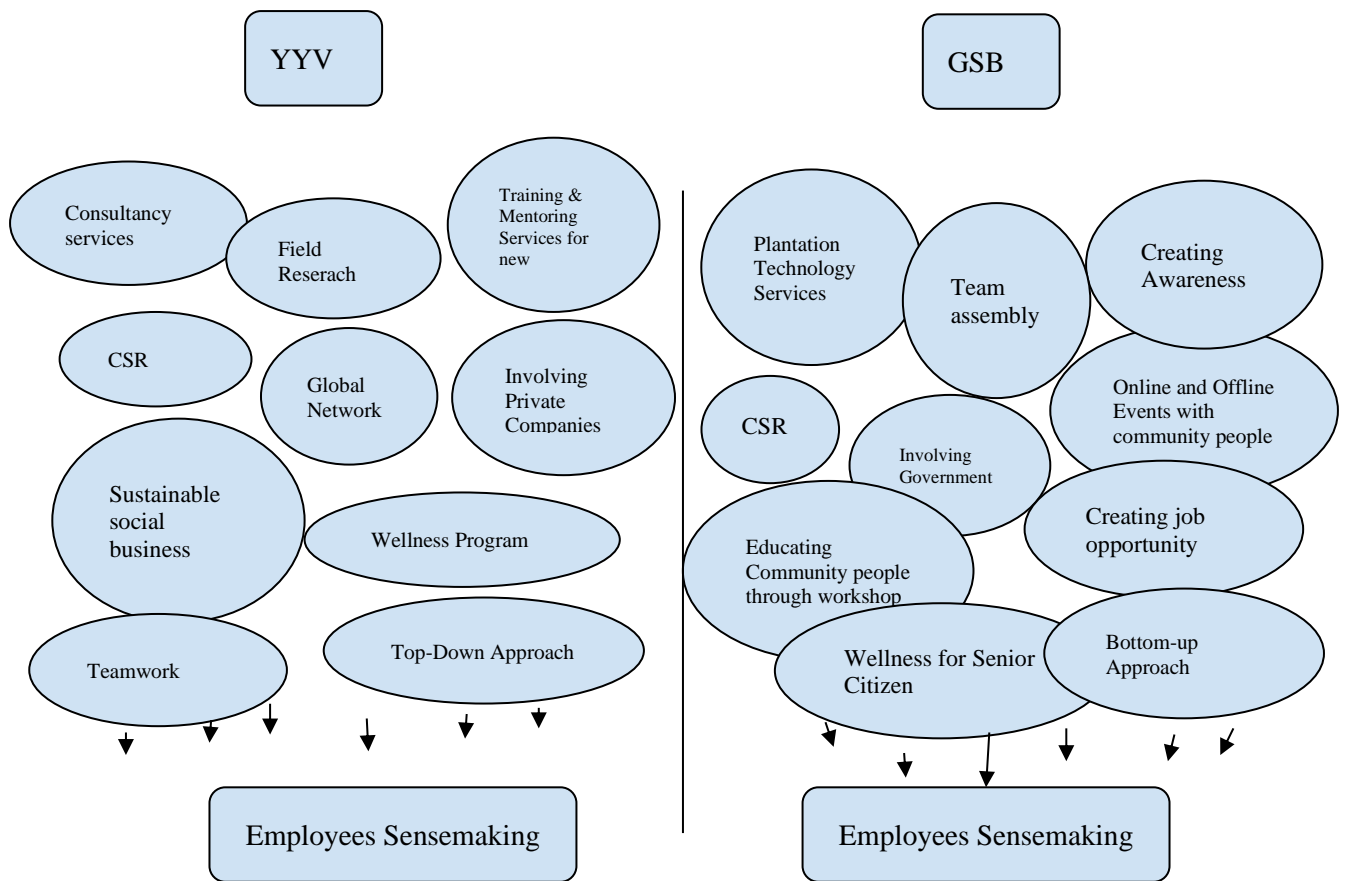 YYV
GSB
Consultancy
services
Field
Reserach
Training &
Mentoring
Services for
new
CSR
Global
Network
Involving
Private
Companies
Sustainable
social
business
Wellness Program
Teamwork
Top-Down Approach
Employees Sensemaking
Plantation
Technology
Services
Team
assembly
Creating
Awareness
CSR
Involving
Government
Online and Offline
Events with
community people
Educating
Community people
through workshop
Creating job
opportunity
Wellness for Senior
Citizen
Bottom-up
Approach
Employees Sensemaking